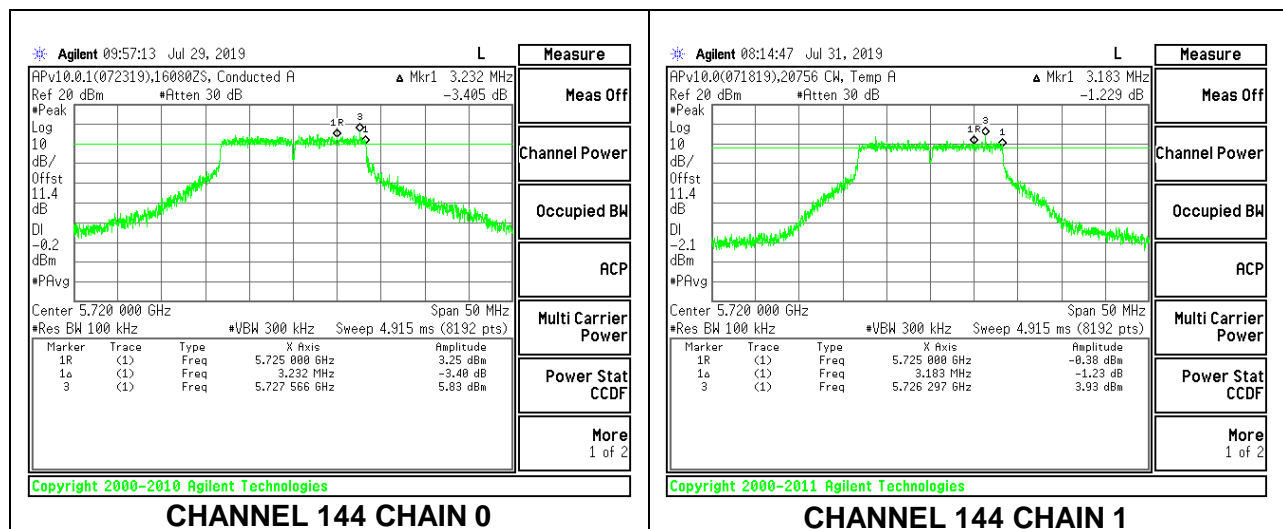 Agilent 09:57:13 Jul 29, 2019 L
APv10.0.1(072319),16080ZS, Conducted A
Δ Mkr1 3.232 MHz
Ref 20 dBm #Atten 30 dB -3.405 dB
#Peak
Log
10
dB/
Offst
11.4
dB
DI
-0.2
dBm
#PAvg
1R
3
1
Center 5.720 000 GHz Span 50 MHz
#Res BW 100 kHz #VBW 300 kHz Sweep 4.915 ms (8192 pts)
Marker Trace Type X Axis Amplitude
1R (1) Freq 5.725 000 GHz 3.25 dBm
1Δ (1) Freq 3.232 MHz -3.40 dB
3 (1) Freq 5.727 566 GHz 5.83 dBm
Measure
Meas Off
Channel Power
Occupied BW
ACP
Multi Carrier
Power
Power Stat
CCDF
More
1 of 2
Copyright 2000-2010 Agilent Technologies
CHANNEL 144 CHAIN 0
Agilent 08:14:47 Jul 31, 2019 L
APv10.0(071819),20756 CW, Temp A
Δ Mkr1 3.183 MHz
Ref 20 dBm #Atten 30 dB -1.229 dB
#Peak
Log
10
dB/
Offst
11.4
dB
DI
-2.1
dBm
#PAvg
1R
3
1
Center 5.720 000 GHz Span 50 MHz
#Res BW 100 kHz #VBW 300 kHz Sweep 4.915 ms (8192 pts)
Marker Trace Type X Axis Amplitude
1R (1) Freq 5.725 000 GHz -0.38 dBm
1Δ (1) Freq 3.183 MHz -1.23 dB
3 (1) Freq 5.726 297 GHz 3.93 dBm
Measure
Meas Off
Channel Power
Occupied BW
ACP
Multi Carrier
Power
Power Stat
CCDF
More
1 of 2
Copyright 2000-2011 Agilent Technologies
CHANNEL 144 CHAIN 1